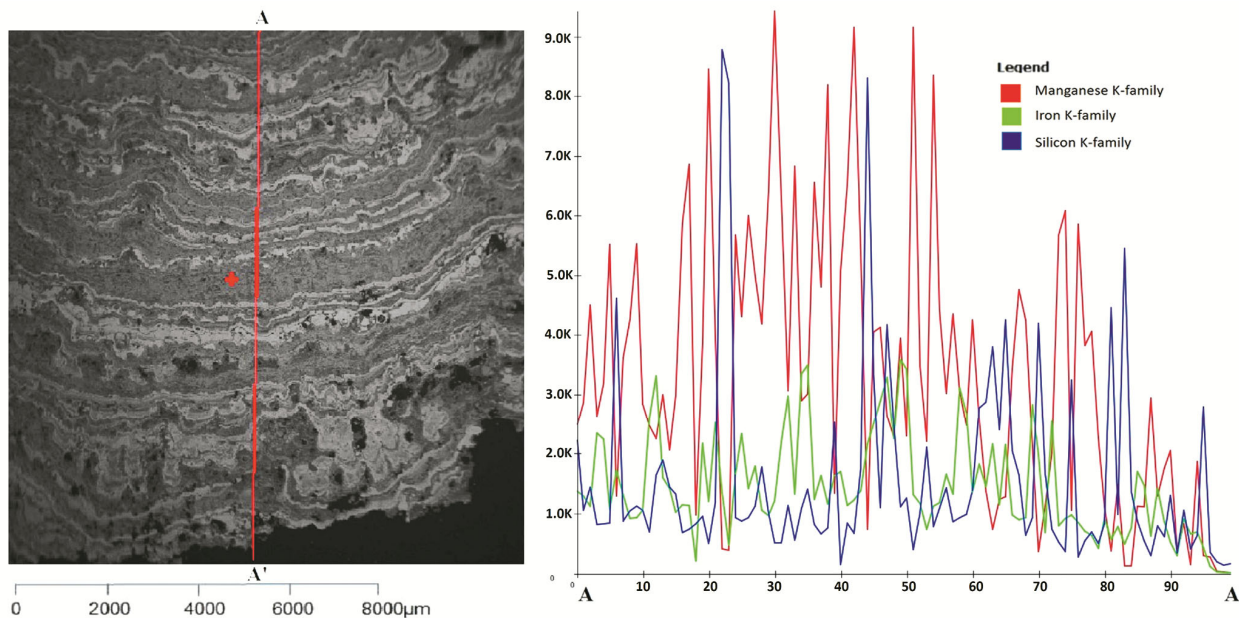 A
A'
0 2000 4000 6000 8000μm
9.0K
8.0K
7.0K
6.0K
5.0K
4.0K
3.0K
2.0K
1.0K
0
0 10 20 30 40 50 60 70 80 90
A A
Legend
Manganese K-family
Iron K-family
Silicon K-family